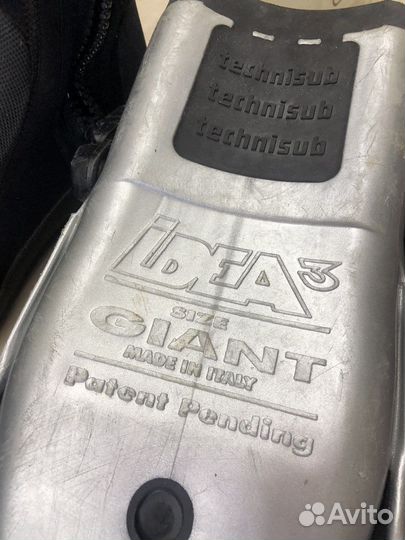 technisub
technisub
technisub
IDEA3
SIZE
GIANT
MADE IN ITALY
Patent Pending
Avito